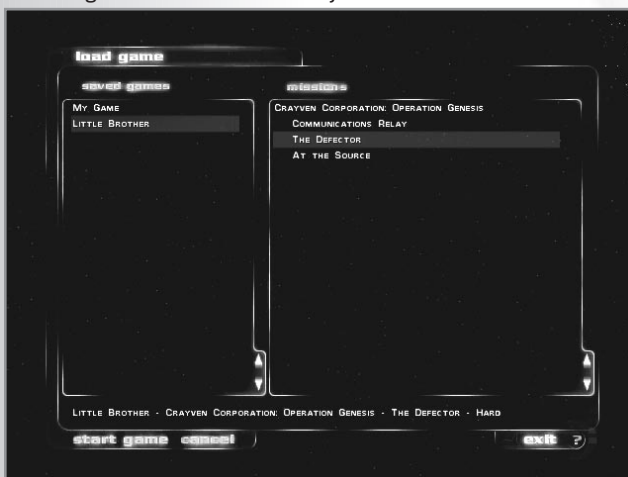 load game
saved games
missions
My Game
Little Brother
Crayven Corporation: Operation Genesis
Communications Relay
The Defector
At the Source
Little Brother - Crayven Corporation: Operation Genesis - The Defector - Hard
start game cancel
exit ?